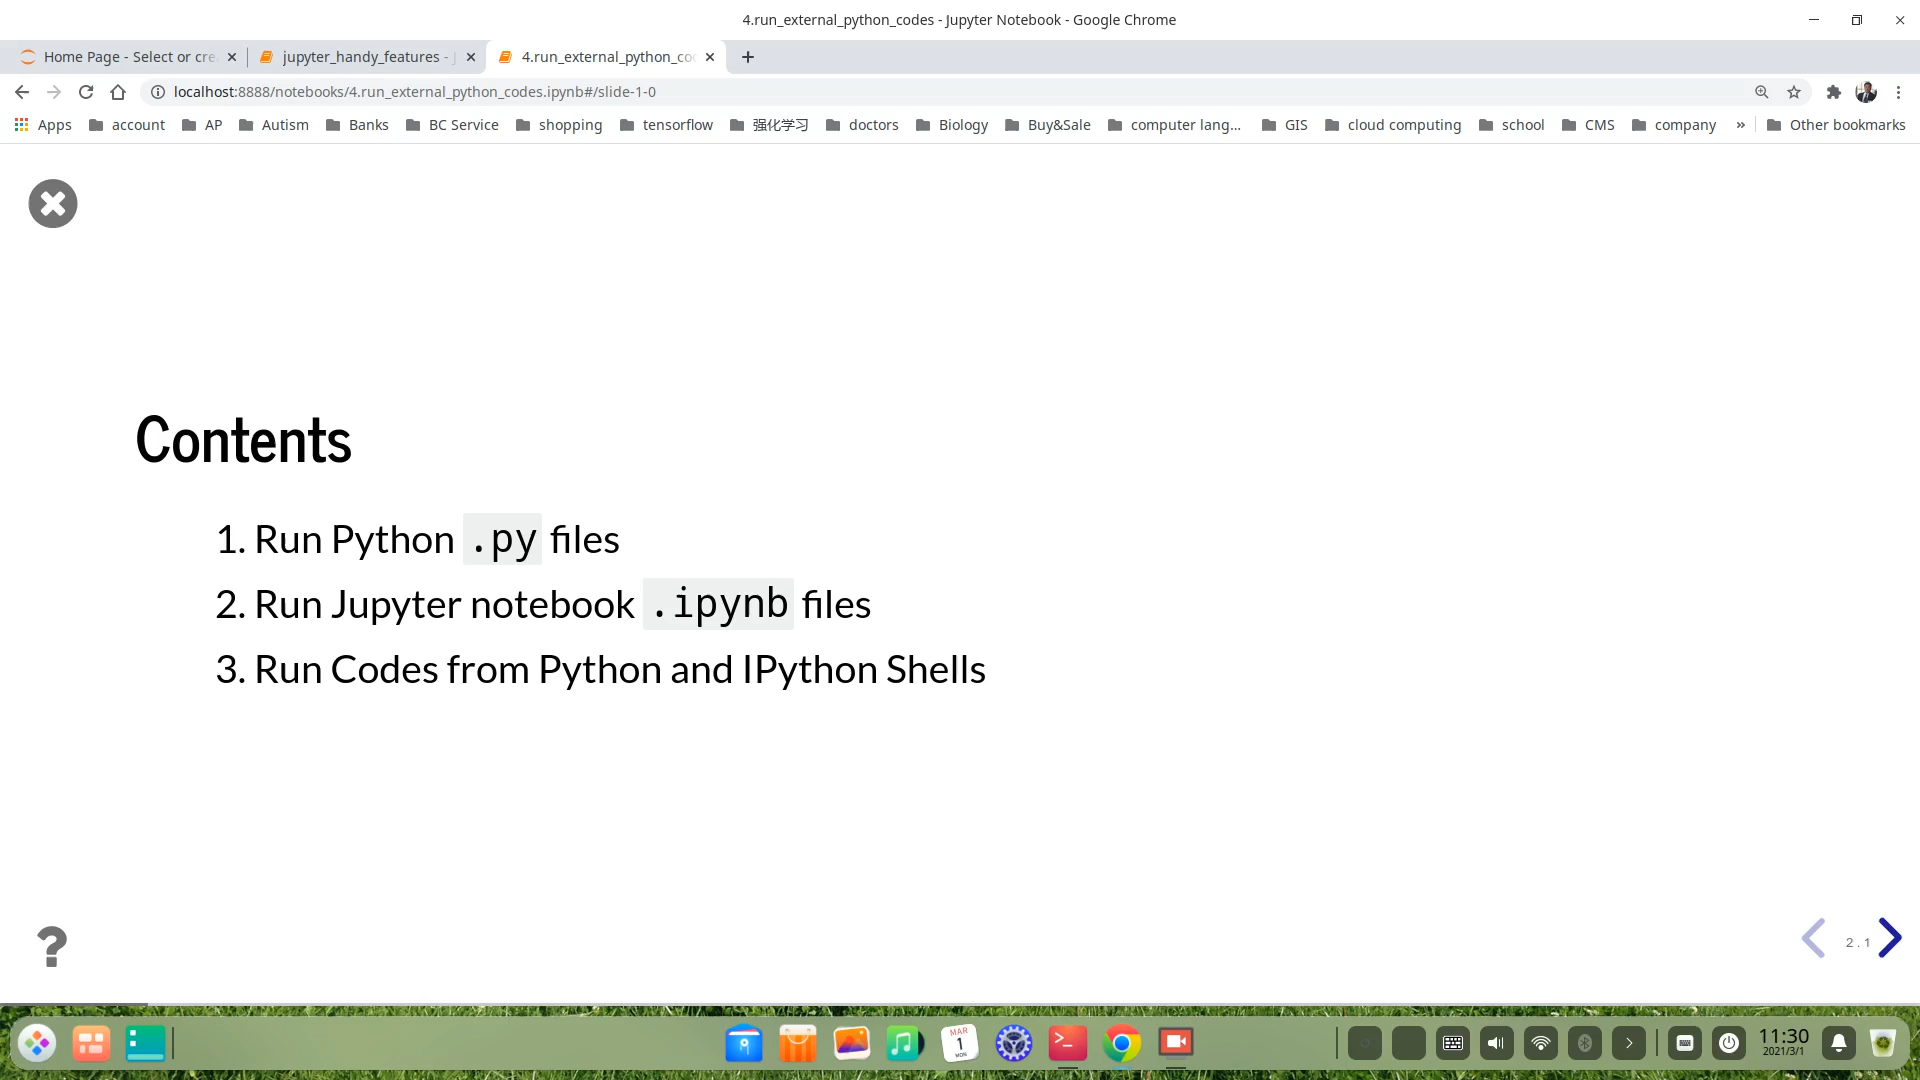 4.run_external_python_codes - Jupyter Notebook - Google Chrome
Home Page - Select or cre
jupyter_handy_features - J
4.run_external_python_co
localhost:8888/notebooks/4.run_external_python_codes.ipynb#/slide-1-0
Apps account AP Autism Banks BC Service shopping tensorflow 强化学习 doctors Biology Buy&Sale computer lang... GIS cloud computing school CMS company » Other bookmarks
Contents
1. Run Python .py files
2. Run Jupyter notebook .ipynb files
3. Run Codes from Python and IPython Shells
?
2.1
MAR
1
MON
11:30
2021/3/1